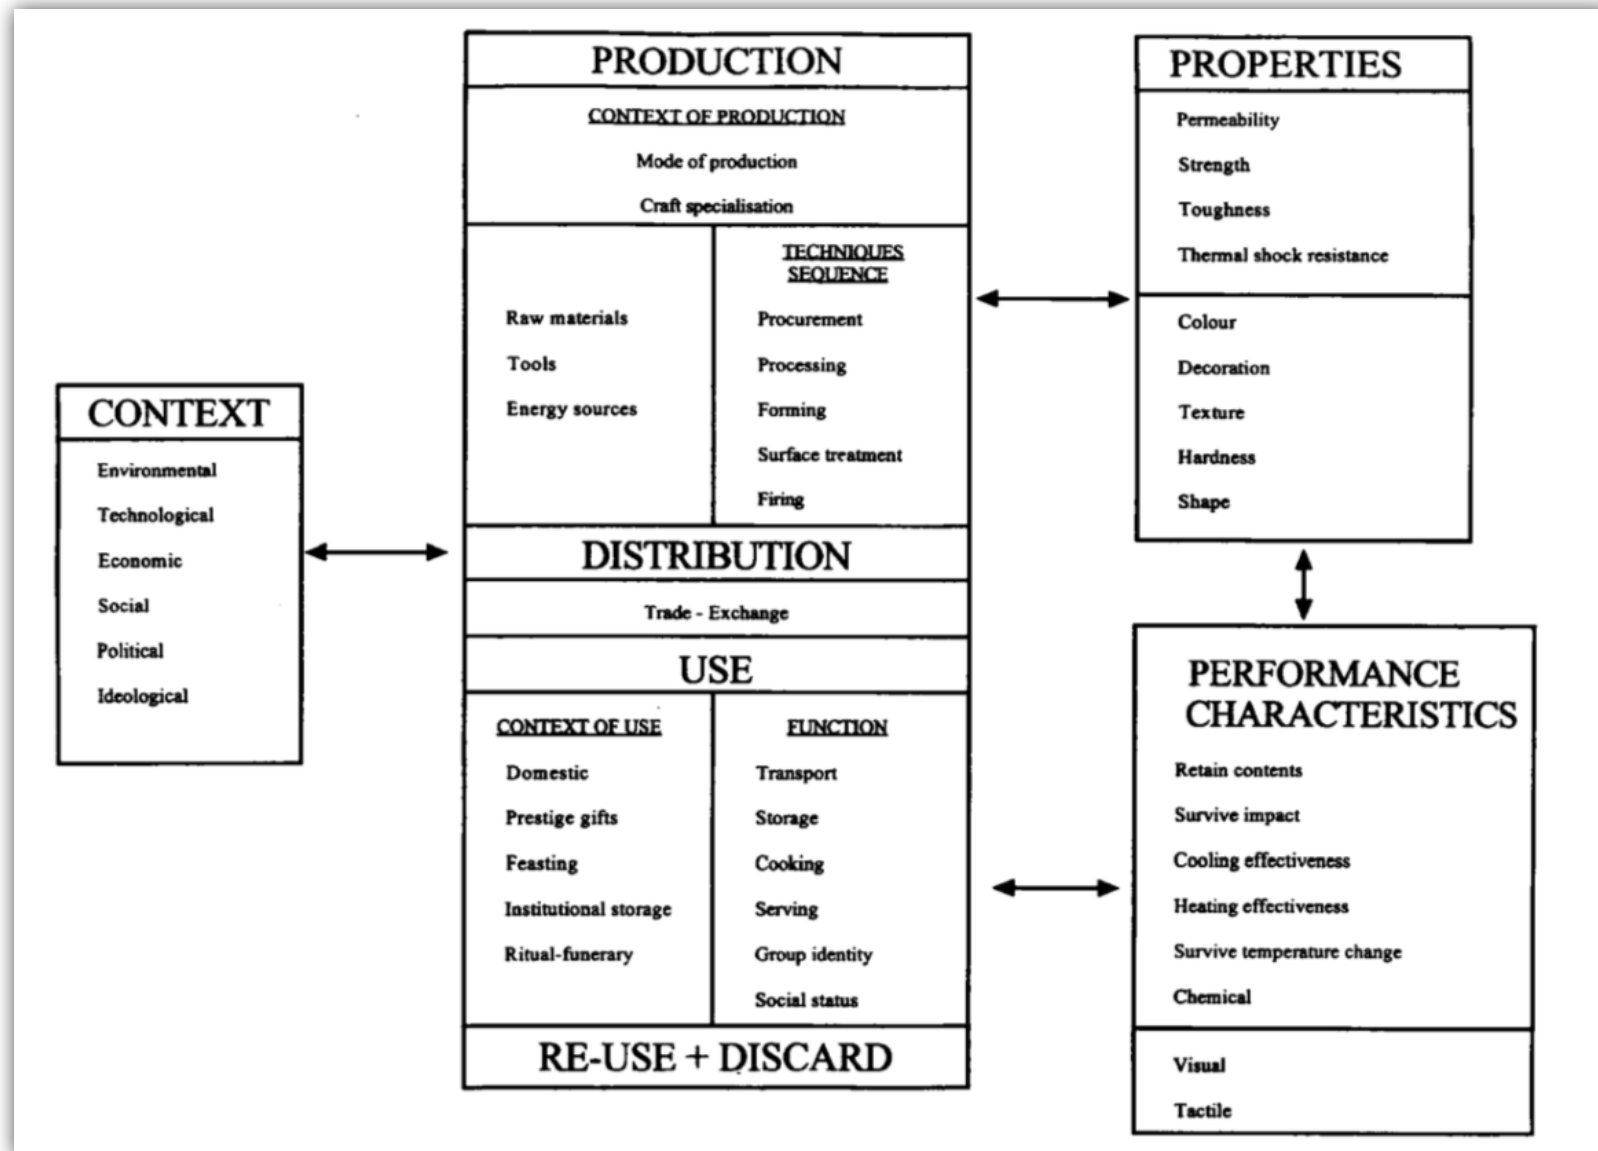 CONTEXT
Environmental
Technological
Economic
Social
Political
Ideological
PRODUCTION
CONTEXT OF PRODUCTION
Mode of production
Craft specialisation
Raw materials
Tools
Energy sources
TECHNIQUES
SEQUENCE
Procurement
Processing
Forming
Surface treatment
Firing
DISTRIBUTION
Trade - Exchange
USE
CONTEXT OF USE
Domestic
Prestige gifts
Feasting
Institutional storage
Ritual-funerary
FUNCTION
Transport
Storage
Cooking
Serving
Group identity
Social status
RE-USE + DISCARD
PROPERTIES
Permeability
Strength
Toughness
Thermal shock resistance
Colour
Decoration
Texture
Hardness
Shape
PERFORMANCE
CHARACTERISTICS
Retain contents
Survive impact
Cooling effectiveness
Heating effectiveness
Survive temperature change
Chemical
Visual
Tactile